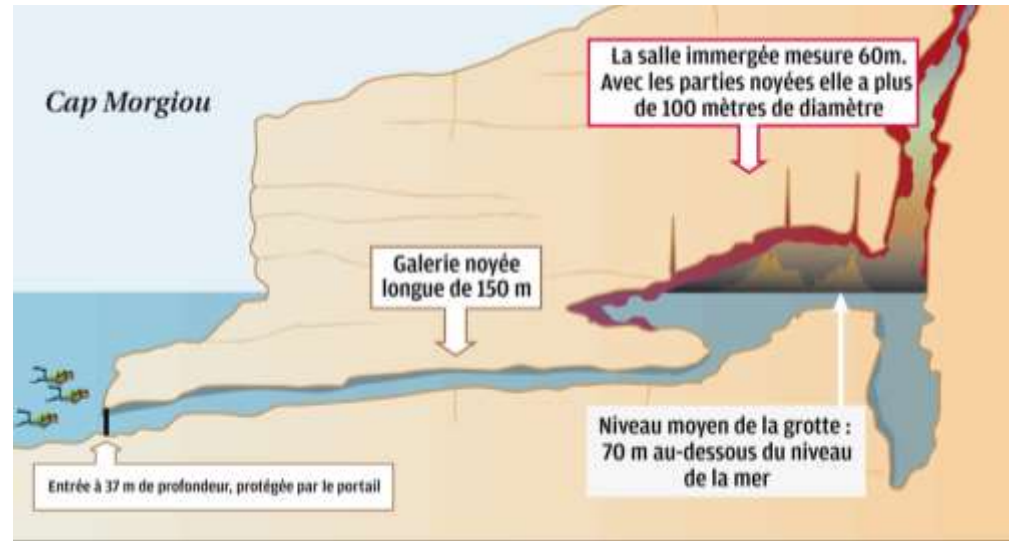 Cap Morgiou
La salle immergée mesure 60m.
Avec les parties noyées elle a plus
de 100 mètres de diamètre
Galerie noyée
longue de 150 m
Niveau moyen de la grotte :
70 m au-dessous du niveau
de la mer
Entrée à 37 m de profondeur, protégée par le portail